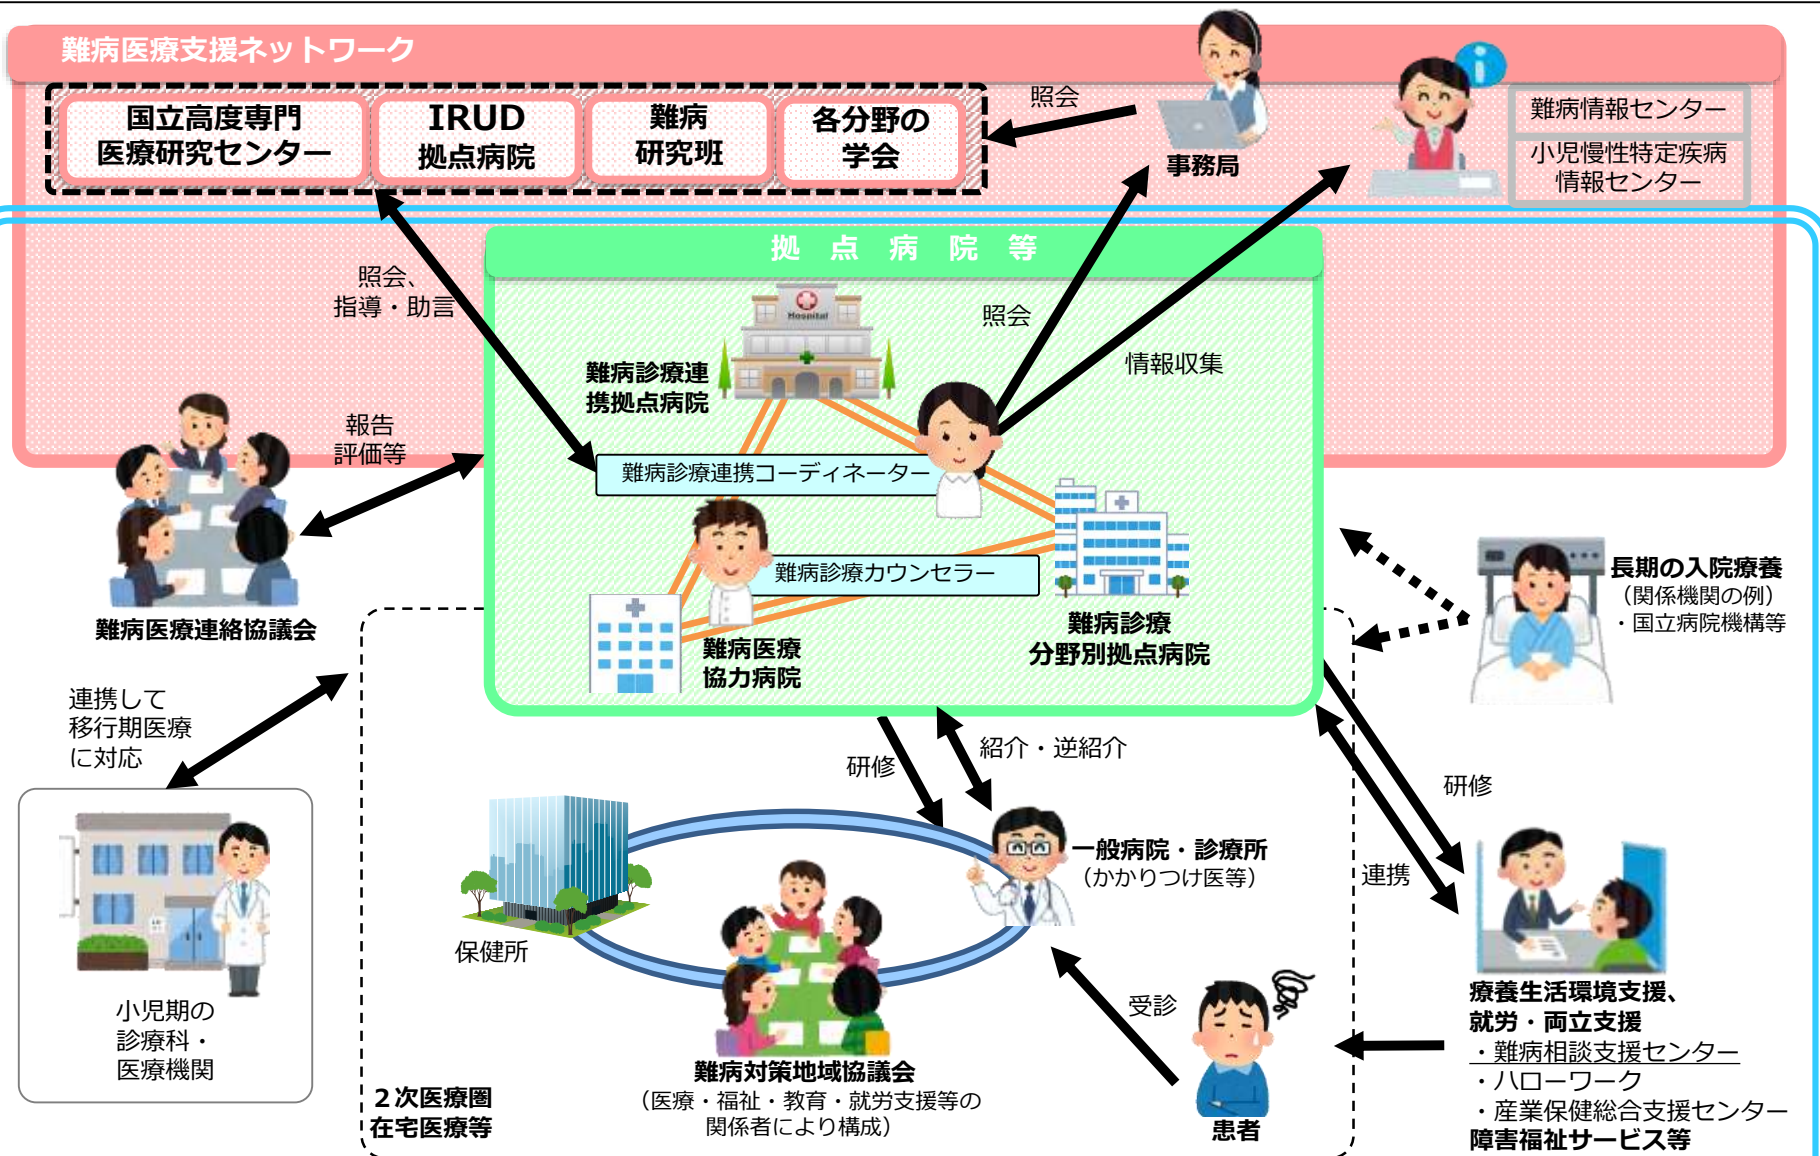 難病医療支援ネットワーク
国立高度専門
医療研究センター
IRUD
拠点病院
難病
研究班
各分野の
学会
照会
事務局
難病情報センター
小児慢性特定疾病
情報センター
拠点病院等
照会、
指導・助言
Hospital
難病診療連
携拠点病院
照会
情報収集
報告
評価等
難病診療連携コーディネーター
難病診療カウンセラー
難病医療連絡協議会
難病医療
協力病院
難病診療
分野別拠点病院
長期の入院療養
（関係機関の例）
・国立病院機構等
連携して
移行期医療
に対応
研修
紹介・逆紹介
研修
連携
一般病院・診療所
（かかりつけ医等）
保健所
受診
小児期の
診療科・
医療機関
難病対策地域協議会
（医療・福祉・教育・就労支援等の
関係者により構成）
２次医療圏
在宅医療等
患者
療養生活環境支援、
就労・両立支援
・難病相談支援センター
・ハローワーク
・産業保健総合支援センター
障害福祉サービス等